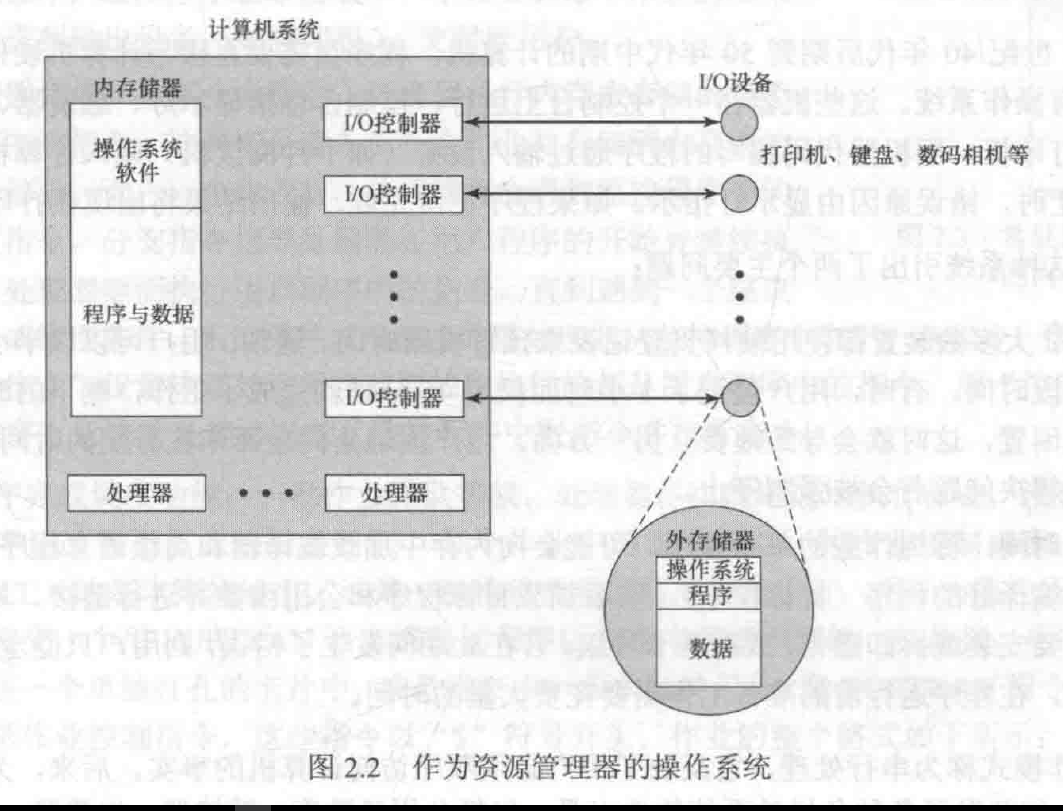 计算机系统
内存储器
操作系统
软件
程序与数据
I/O控制器
I/O控制器
I/O控制器
处理器
处理器
I/O设备
打印机、键盘、数码相机等
外存储器
操作系统
程序
数据
图 2.2 作为资源管理器的操作系统